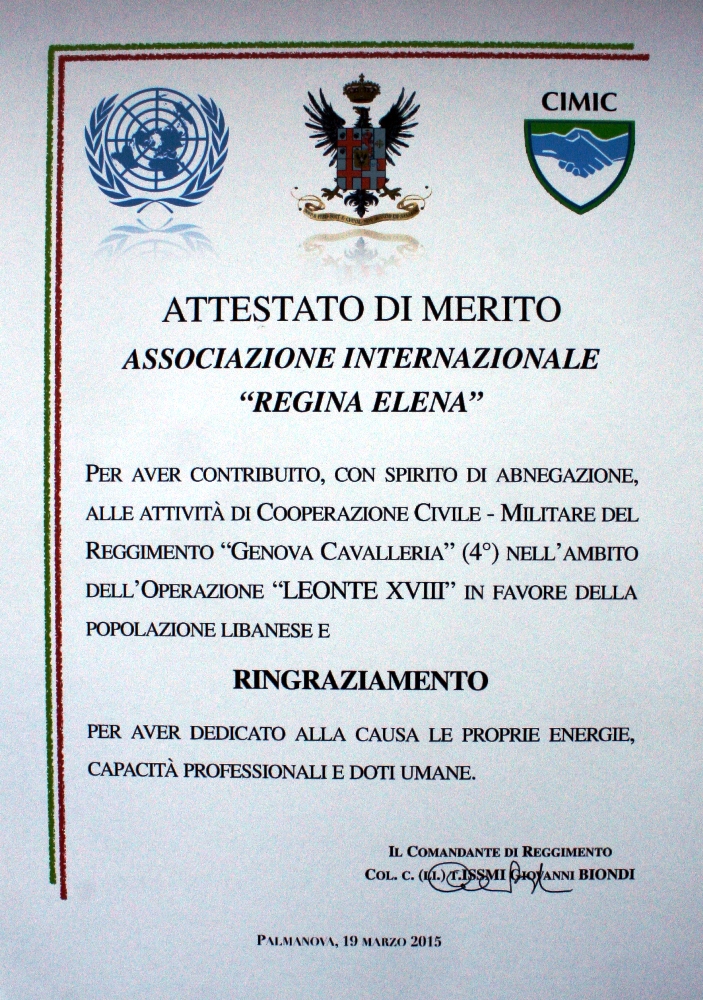 CIMIC
ATTESTATO DI MERITO
ASSOCIAZIONE INTERNAZIONALE
“REGINA ELENA”
PER AVER CONTRIBUITO, CON SPIRITO DI ABNEGAZIONE,
ALLE ATTIVITÀ DI COOPERAZIONE CIVILE - MILITARE DEL
REGGIMENTO “GENOVA CAVALLERIA” (4°) NELL’AMBITO
DELL’OPERAZIONE “LEONTE XVIII” IN FAVORE DELLA
POPOLAZIONE LIBANESE E
RINGRAZIAMENTO
PER AVER DEDICATO ALLA CAUSA LE PROPRIE ENERGIE,
CAPACITÀ PROFESSIONALI E DOTI UMANE.
IL COMANDANTE DI REGGIMENTO
COL. C. (LI.) T.ISSMI GIOVANNI BIONDI
PALMANOVA, 19 MARZO 2015